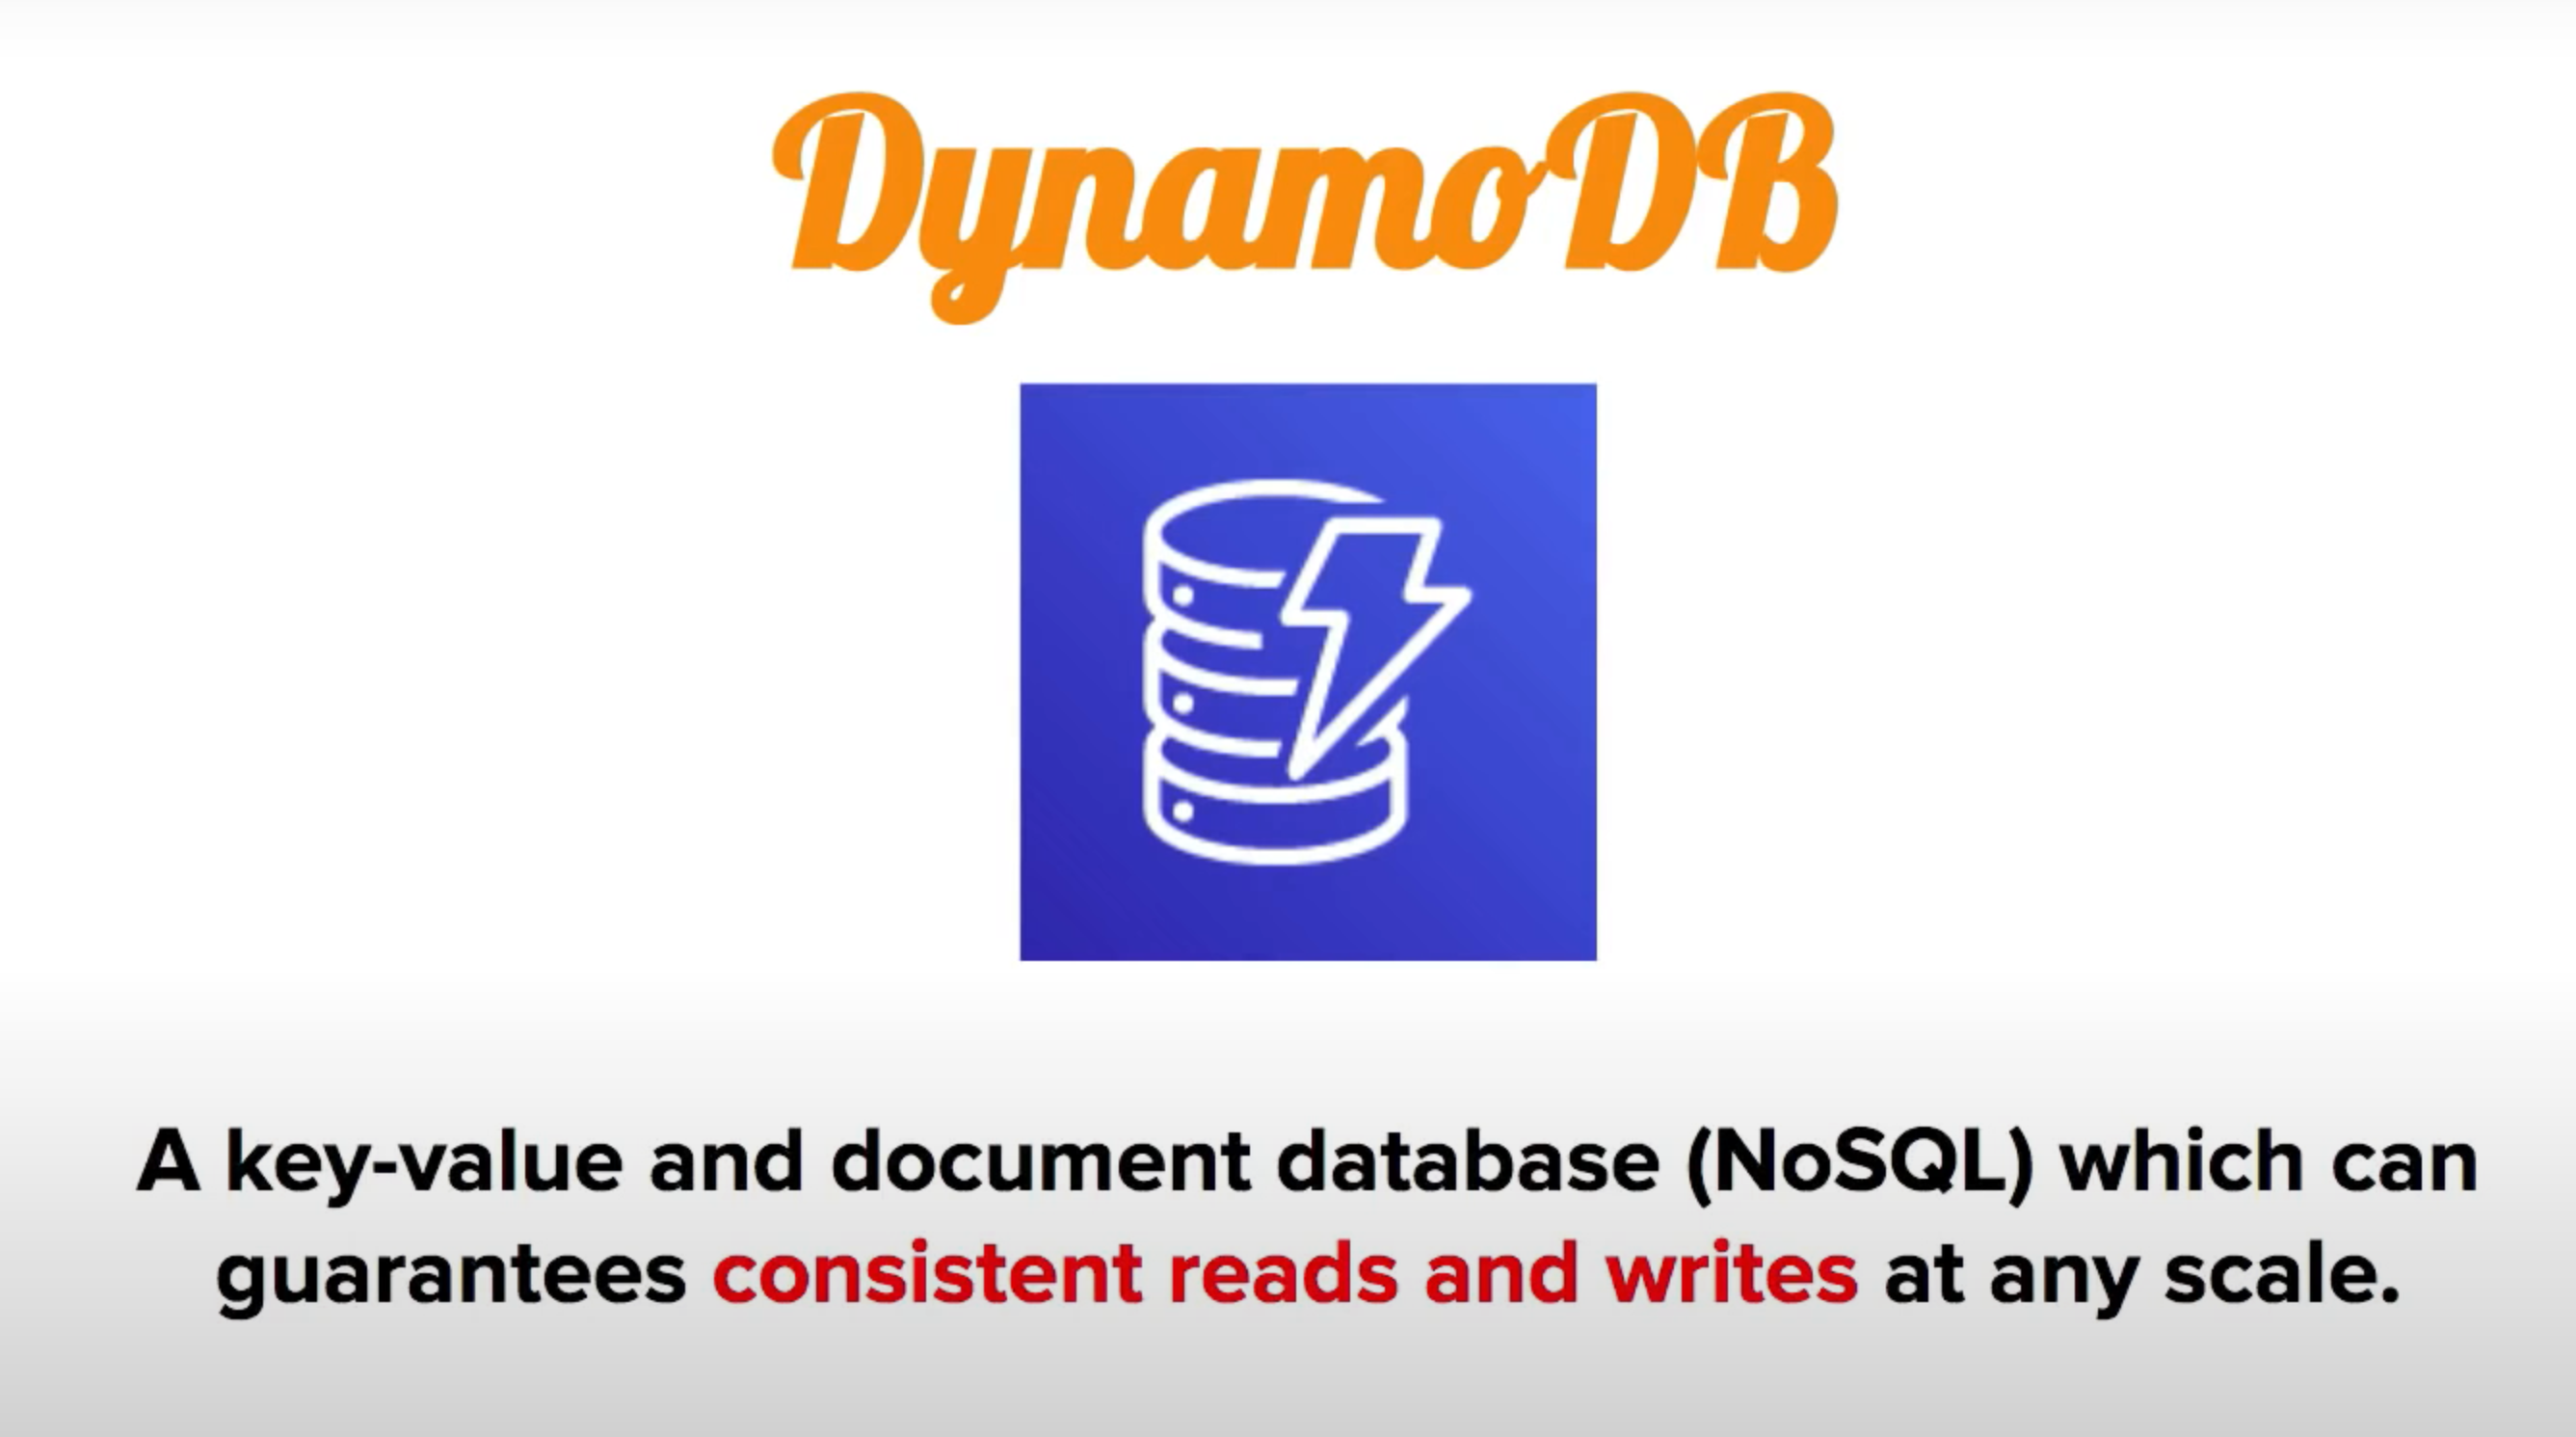 DynamoDB
A key-value and document database (NoSQL) which can
guarantees consistent reads and writes at any scale.